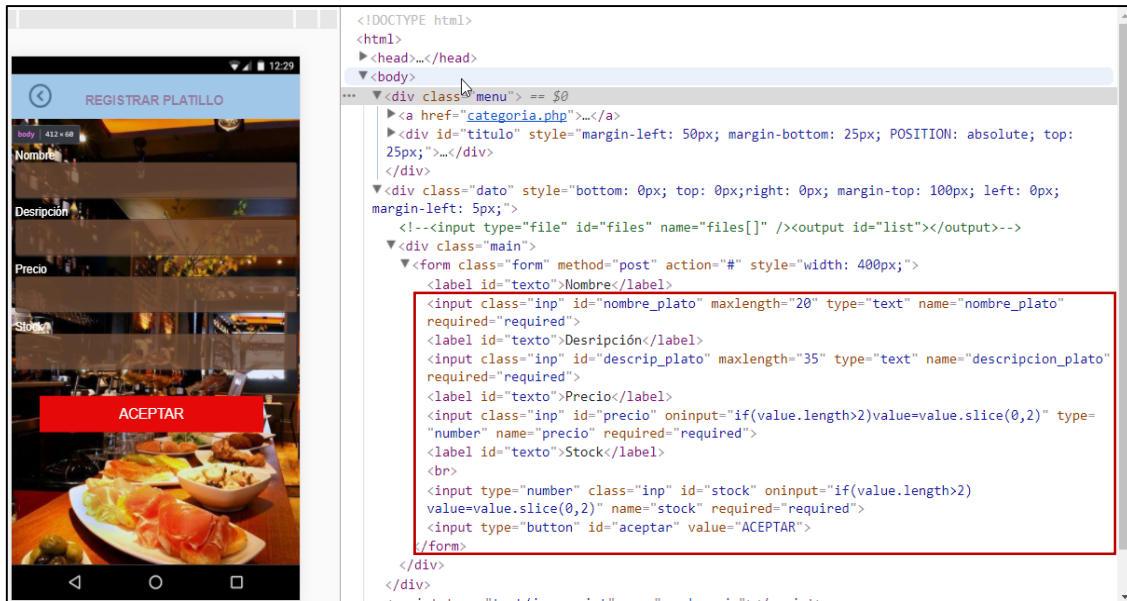 12:29
REGISTRAR PLATILLO
body 412 × 60
Nombre
Desripción
Precio
Stock
ACEPTAR
<!DOCTYPE html>
<html>
▶<head>…</head>
▼<body>
••• ▼<div class="menu"> == $0
▶<a href="categoria.php">…</a>
▶<div id="titulo" style="margin-left: 50px; margin-bottom: 25px; POSITION: absolute; top:
25px;">…</div>
</div>
▼<div class="dato" style="bottom: 0px; top: 0px;right: 0px; margin-top: 100px; left: 0px;
margin-left: 5px;">
<!--<input type="file" id="files" name="files[]" /><output id="list"></output>-->
▼<div class="main">
▼<form class="form" method="post" action="#" style="width: 400px;">
<label id="texto">Nombre</label>
<input class="inp" id="nombre_plato" maxlength="20" type="text" name="nombre_plato"
required="required">
<label id="texto">Desripción</label>
<input class="inp" id="descrip_plato" maxlength="35" type="text" name="descripcion_plato"
required="required">
<label id="texto">Precio</label>
<input class="inp" id="precio" oninput="if(value.length>2)value=value.slice(0,2)" type=
"number" name="precio" required="required">
<label id="texto">Stock</label>
<br>
<input type="number" class="inp" id="stock" oninput="if(value.length>2)
value=value.slice(0,2)" name="stock" required="required">
<input type="button" id="aceptar" value="ACEPTAR">
</form>
</div>
</div>